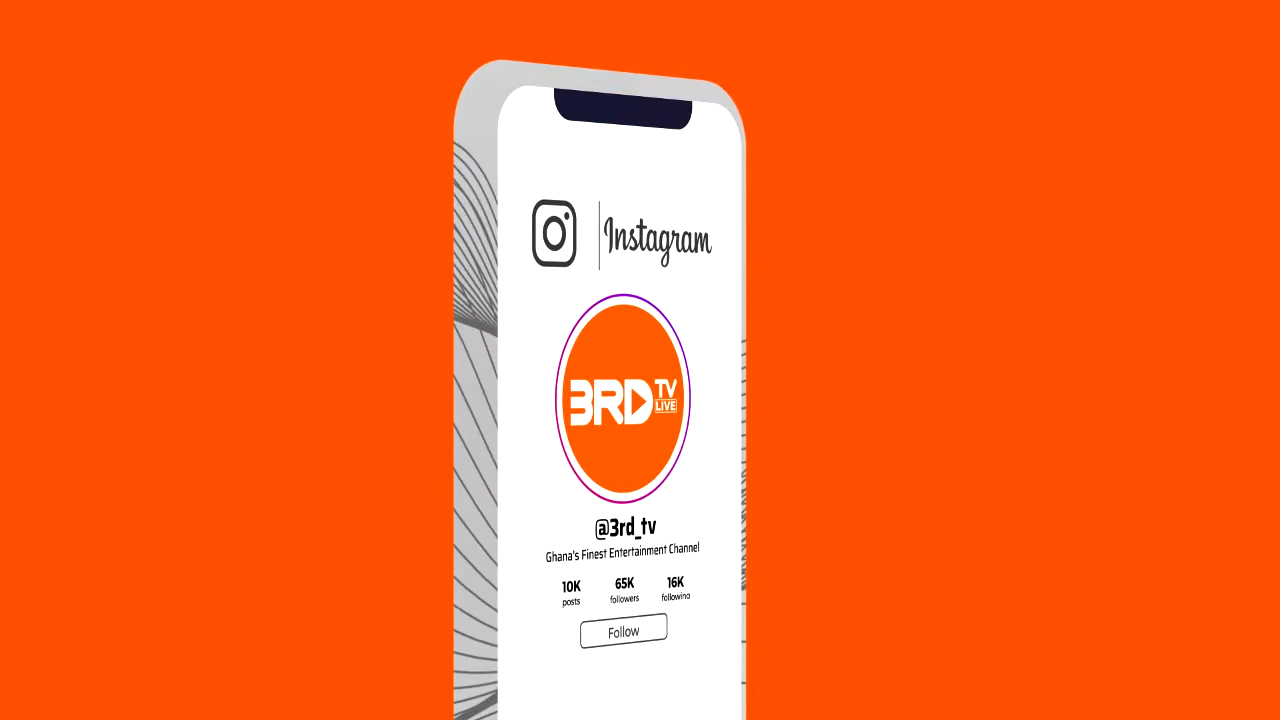 Instagram
3RD TV
LIVE
@3rd_tv
Ghana's Finest Entertainment Channel
10K 65K 16K
posts followers following
Follow